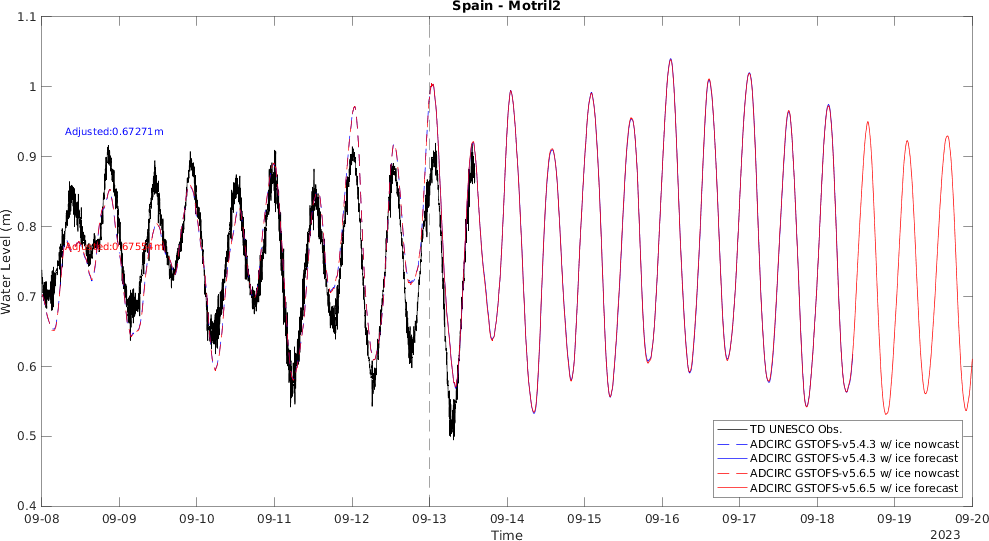 Spain - Motril2
1.1
1
0.9
0.8
0.7
0.6
0.5
0.4
Water Level (m)
Adjusted:0.67271m
TD UNESCO Obs.
ADCIRC GSTOFS-v5.4.3 w/ ice nowcast
ADCIRC GSTOFS-v5.4.3 w/ ice forecast
ADCIRC GSTOFS-v5.6.5 w/ ice nowcast
ADCIRC GSTOFS-v5.6.5 w/ ice forecast
09-08 09-09 09-10 09-11 09-12 09-13 09-14 09-15 09-16 09-17 09-18 09-19 09-20
Time
2023